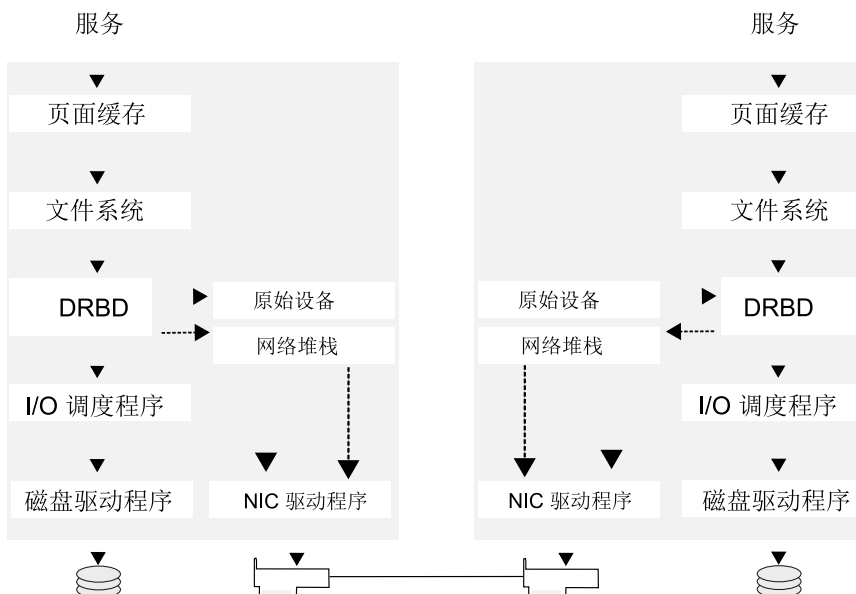 服务
服务
页面缓存
页面缓存
文件系统
文件系统
DRBD
原始设备
原始设备
DRBD
网络堆栈
网络堆栈
I/O 调度程序
I/O 调度程序
磁盘驱动程序
NIC 驱动程序
NIC 驱动程序
磁盘驱动程序